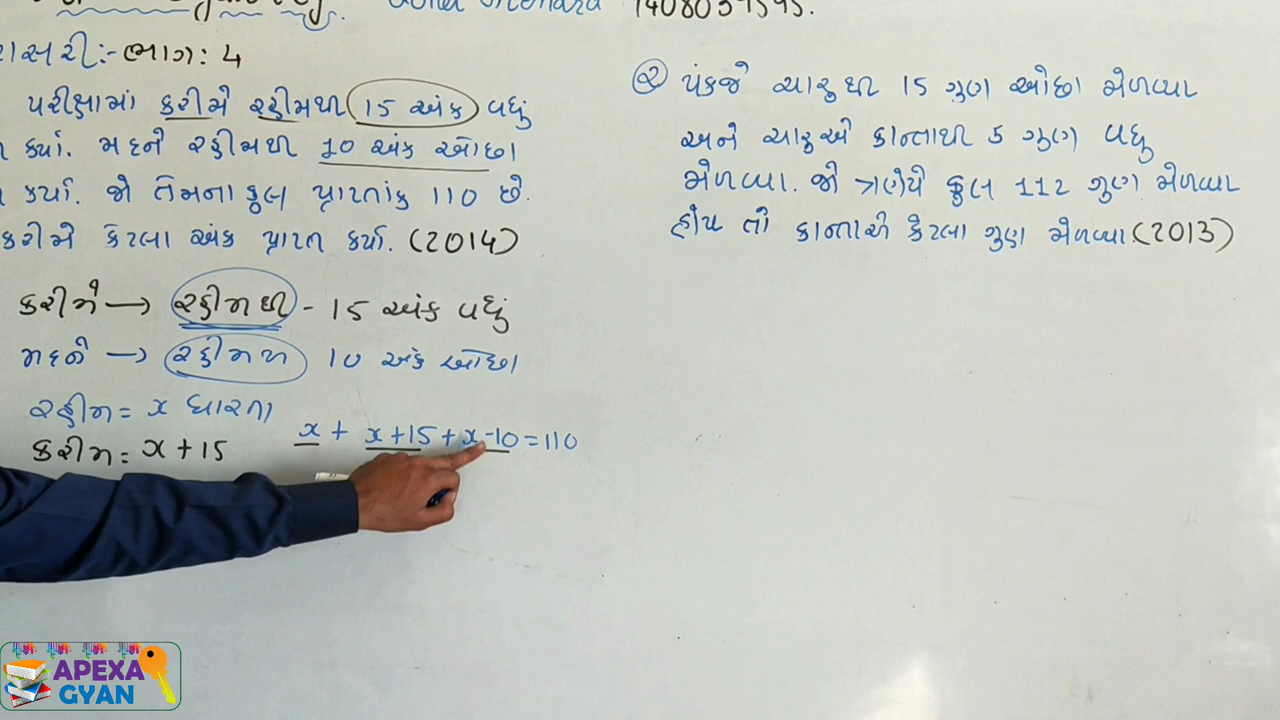 ભાગ: 4
પરીક્ષામાં કરીમે રહીમથી 15 અંક વધું
કર્યા. મદને રહીમથી 10 અંક ઓછા
કર્યા. જો તેમના કુલ પ્રાપ્તાંક 110 છે.
કરીમે કેટલા અંક પ્રાપ્ત કર્યા. (2014)
કરીમે → રહીમથી - 15 અંક વધું
મદને → રહીમથી 10 અંક ઓછા
રહીમ = x ધારતા
કરીમ = x + 15
x + x + 15 + x - 10 = 110
૨ પંકજે ચારુથી 15 ગુણ ઓછા મેળવ્યા
અને ચારુએ કાન્તાથી 5 ગુણ વધુ
મેળવ્યા. જો ત્રણેયે કુલ 112 ગુણ મેળવ્યા
હોય તો કાન્તાએ કેટલા ગુણ મેળવ્યા (2013)
APEXA
GYAN